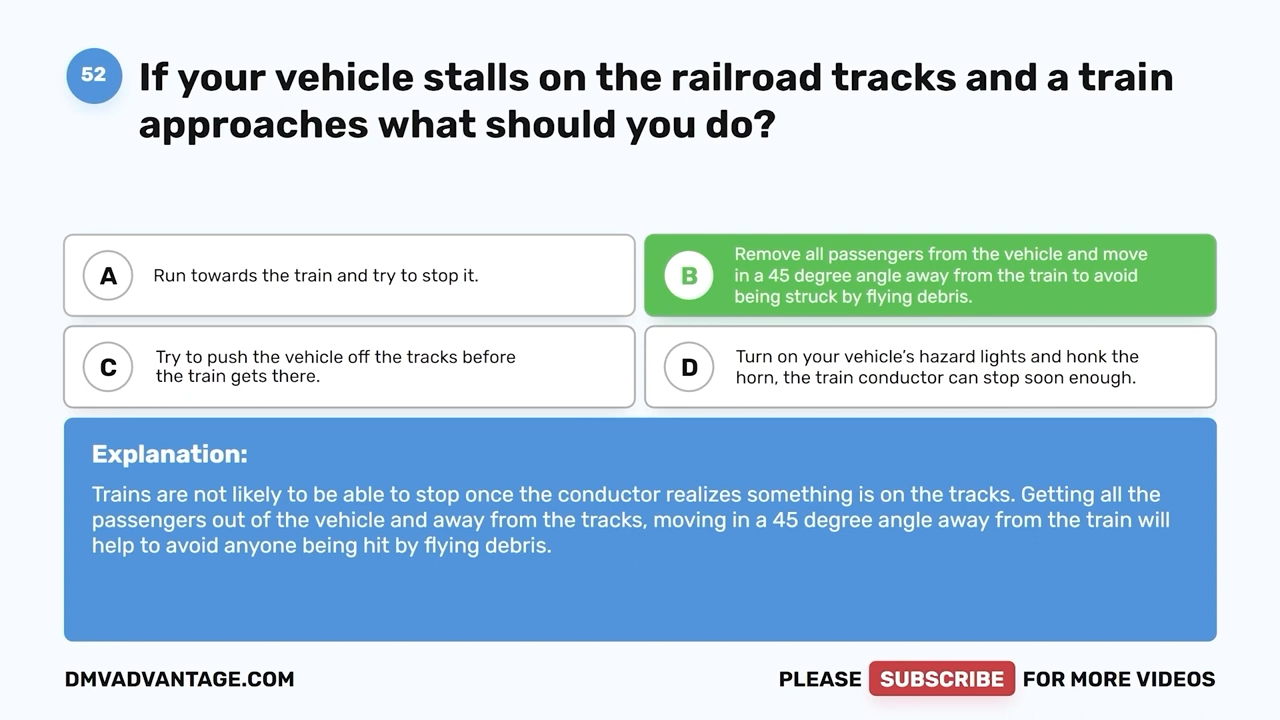 52
If your vehicle stalls on the railroad tracks and a train
approaches what should you do?
A
Run towards the train and try to stop it.
B
Remove all passengers from the vehicle and move
in a 45 degree angle away from the train to avoid
being struck by flying debris.
C
Try to push the vehicle off the tracks before
the train gets there.
D
Turn on your vehicle's hazard lights and honk the
horn, the train conductor can stop soon enough.
Explanation:
Trains are not likely to be able to stop once the conductor realizes something is on the tracks. Getting all the
passengers out of the vehicle and away from the tracks, moving in a 45 degree angle away from the train will
help to avoid anyone being hit by flying debris.
DMVADVANTAGE.COM
PLEASE SUBSCRIBE FOR MORE VIDEOS